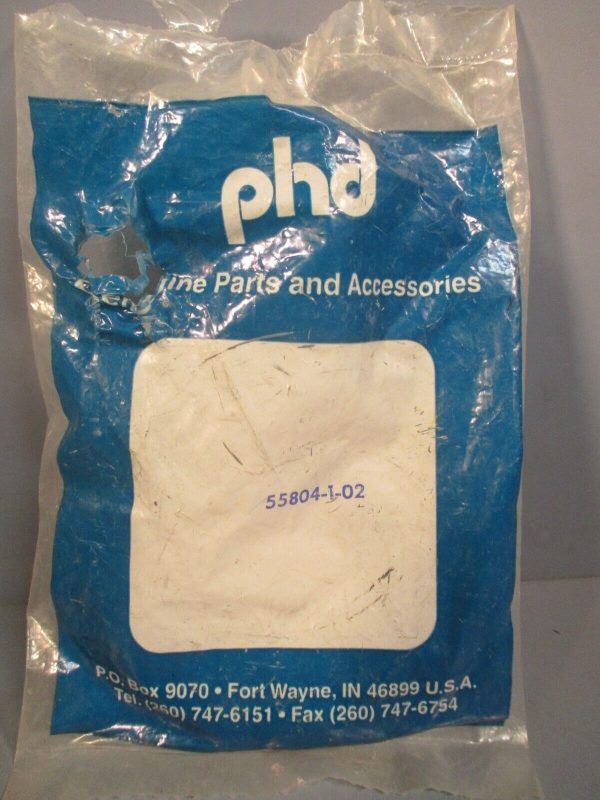 phd
Parts and Accessories
55804-1-02
P.O. Box 9070 • Fort Wayne, IN 46899 U.S.A.
Tel. (260) 747-6151 • Fax (260) 747-6754